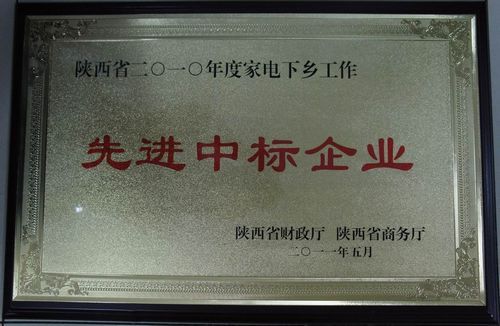 陕西省二〇一〇年度家电下乡工作
先进中标企业
陕西省财政厅 陕西省商务厅
二〇一一年五月